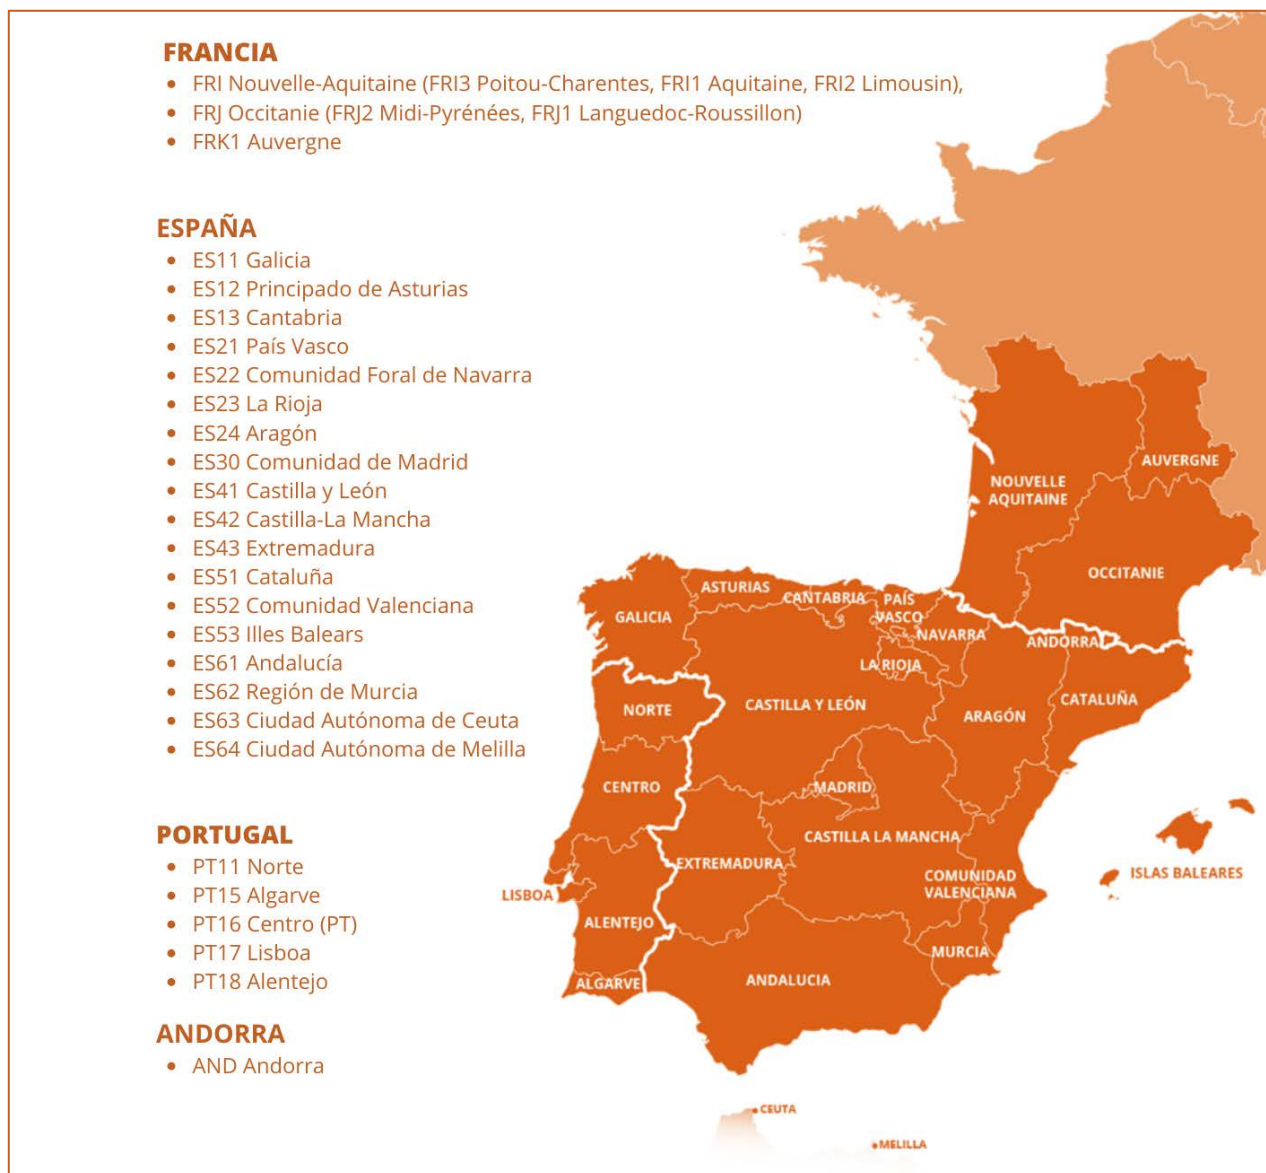 FRANCIA
• FRI Nouvelle-Aquitaine (FRI3 Poitou-Charentes, FRI1 Aquitaine, FRI2 Limousin),
• FRJ Occitanie (FRJ2 Midi-Pyrénées, FRJ1 Languedoc-Roussillon)
• FRK1 Auvergne
ESPAÑA
• ES11 Galicia
• ES12 Principado de Asturias
• ES13 Cantabria
• ES21 País Vasco
• ES22 Comunidad Foral de Navarra
• ES23 La Rioja
• ES24 Aragón
• ES30 Comunidad de Madrid
• ES41 Castilla y León
• ES42 Castilla-La Mancha
• ES43 Extremadura
• ES51 Cataluña
• ES52 Comunidad Valenciana
• ES53 Illes Balears
• ES61 Andalucía
• ES62 Región de Murcia
• ES63 Ciudad Autónoma de Ceuta
• ES64 Ciudad Autónoma de Melilla
PORTUGAL
• PT11 Norte
• PT15 Algarve
• PT16 Centro (PT)
• PT17 Lisboa
• PT18 Alentejo
ANDORRA
• AND Andorra
AUVERGNE
NOUVELLE
AQUITAINE
OCCITANIE
ASTURIAS
CANTABRIA
PAÍS
VASCO
GALICIA
NAVARRA
ANDORRA
LA RIOJA
CATALUÑA
CASTILLA Y LEÓN
NORTE
ARAGÓN
CENTRO
MADRID
CASTILLA LA MANCHA
EXTREMADURA
ISLAS BALEARES
COMUNIDAD
VALENCIANA
LISBOA
ALENTEJO
MURCIA
ANDALUCIA
ALGARVE
CEUTA
MELILLA